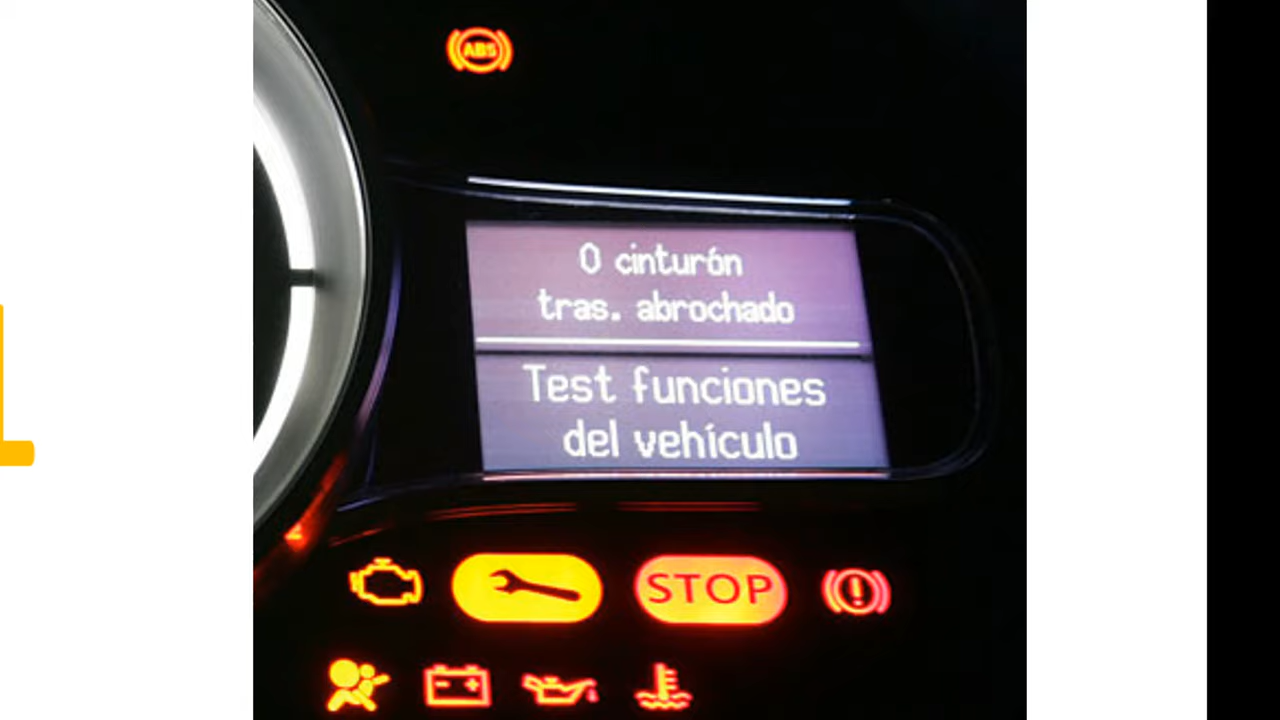 ABS
0 cinturón
tras. abrochado
Test funciones
del vehículo
STOP